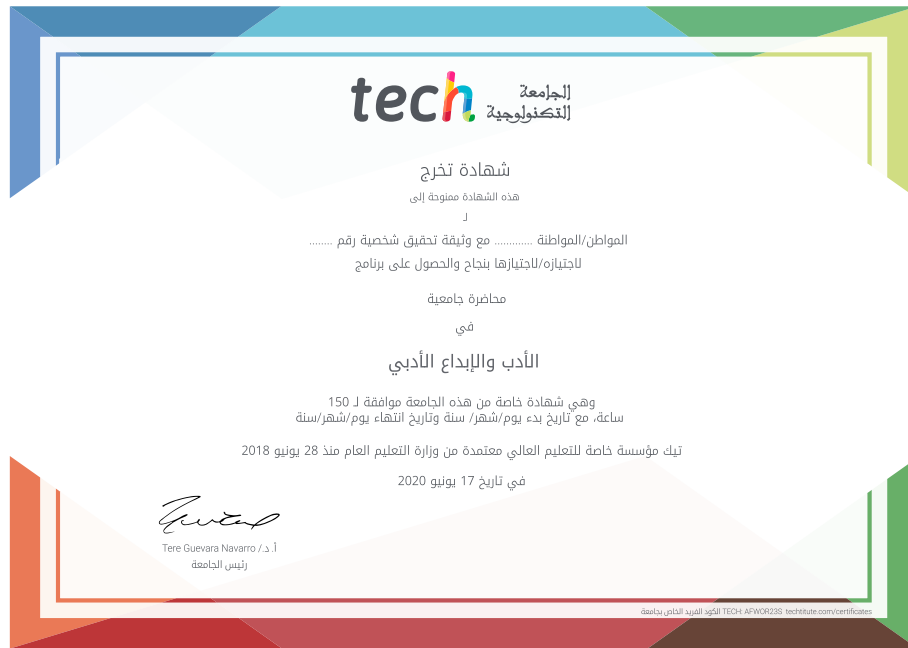 tech
الجامعة
التكنولوجية
شهادة تخرج
هذه الشهادة ممنوحة إلى
لـ
المواطن/المواطنة ............. مع وثيقة تحقيق شخصية رقم ........
لاجتيازه/لاجتيازها بنجاح والحصول على برنامج
محاضرة جامعية
في
الأدب والإبداع الأدبي
وهي شهادة خاصة من هذه الجامعة موافقة لـ 150
ساعة، مع تاريخ بدء يوم/شهر/ سنة وتاريخ انتهاء يوم/شهر/سنة
تيك مؤسسة خاصة للتعليم العالي معتمدة من وزارة التعليم العام منذ 28 يونيو 2018
في تاريخ 17 يونيو 2020
أ. د./ Tere Guevara Navarro
رئيس الجامعة
الكود الفريد الخاص بجامعة TECH: AFWOR23S techtitute.com/certificates